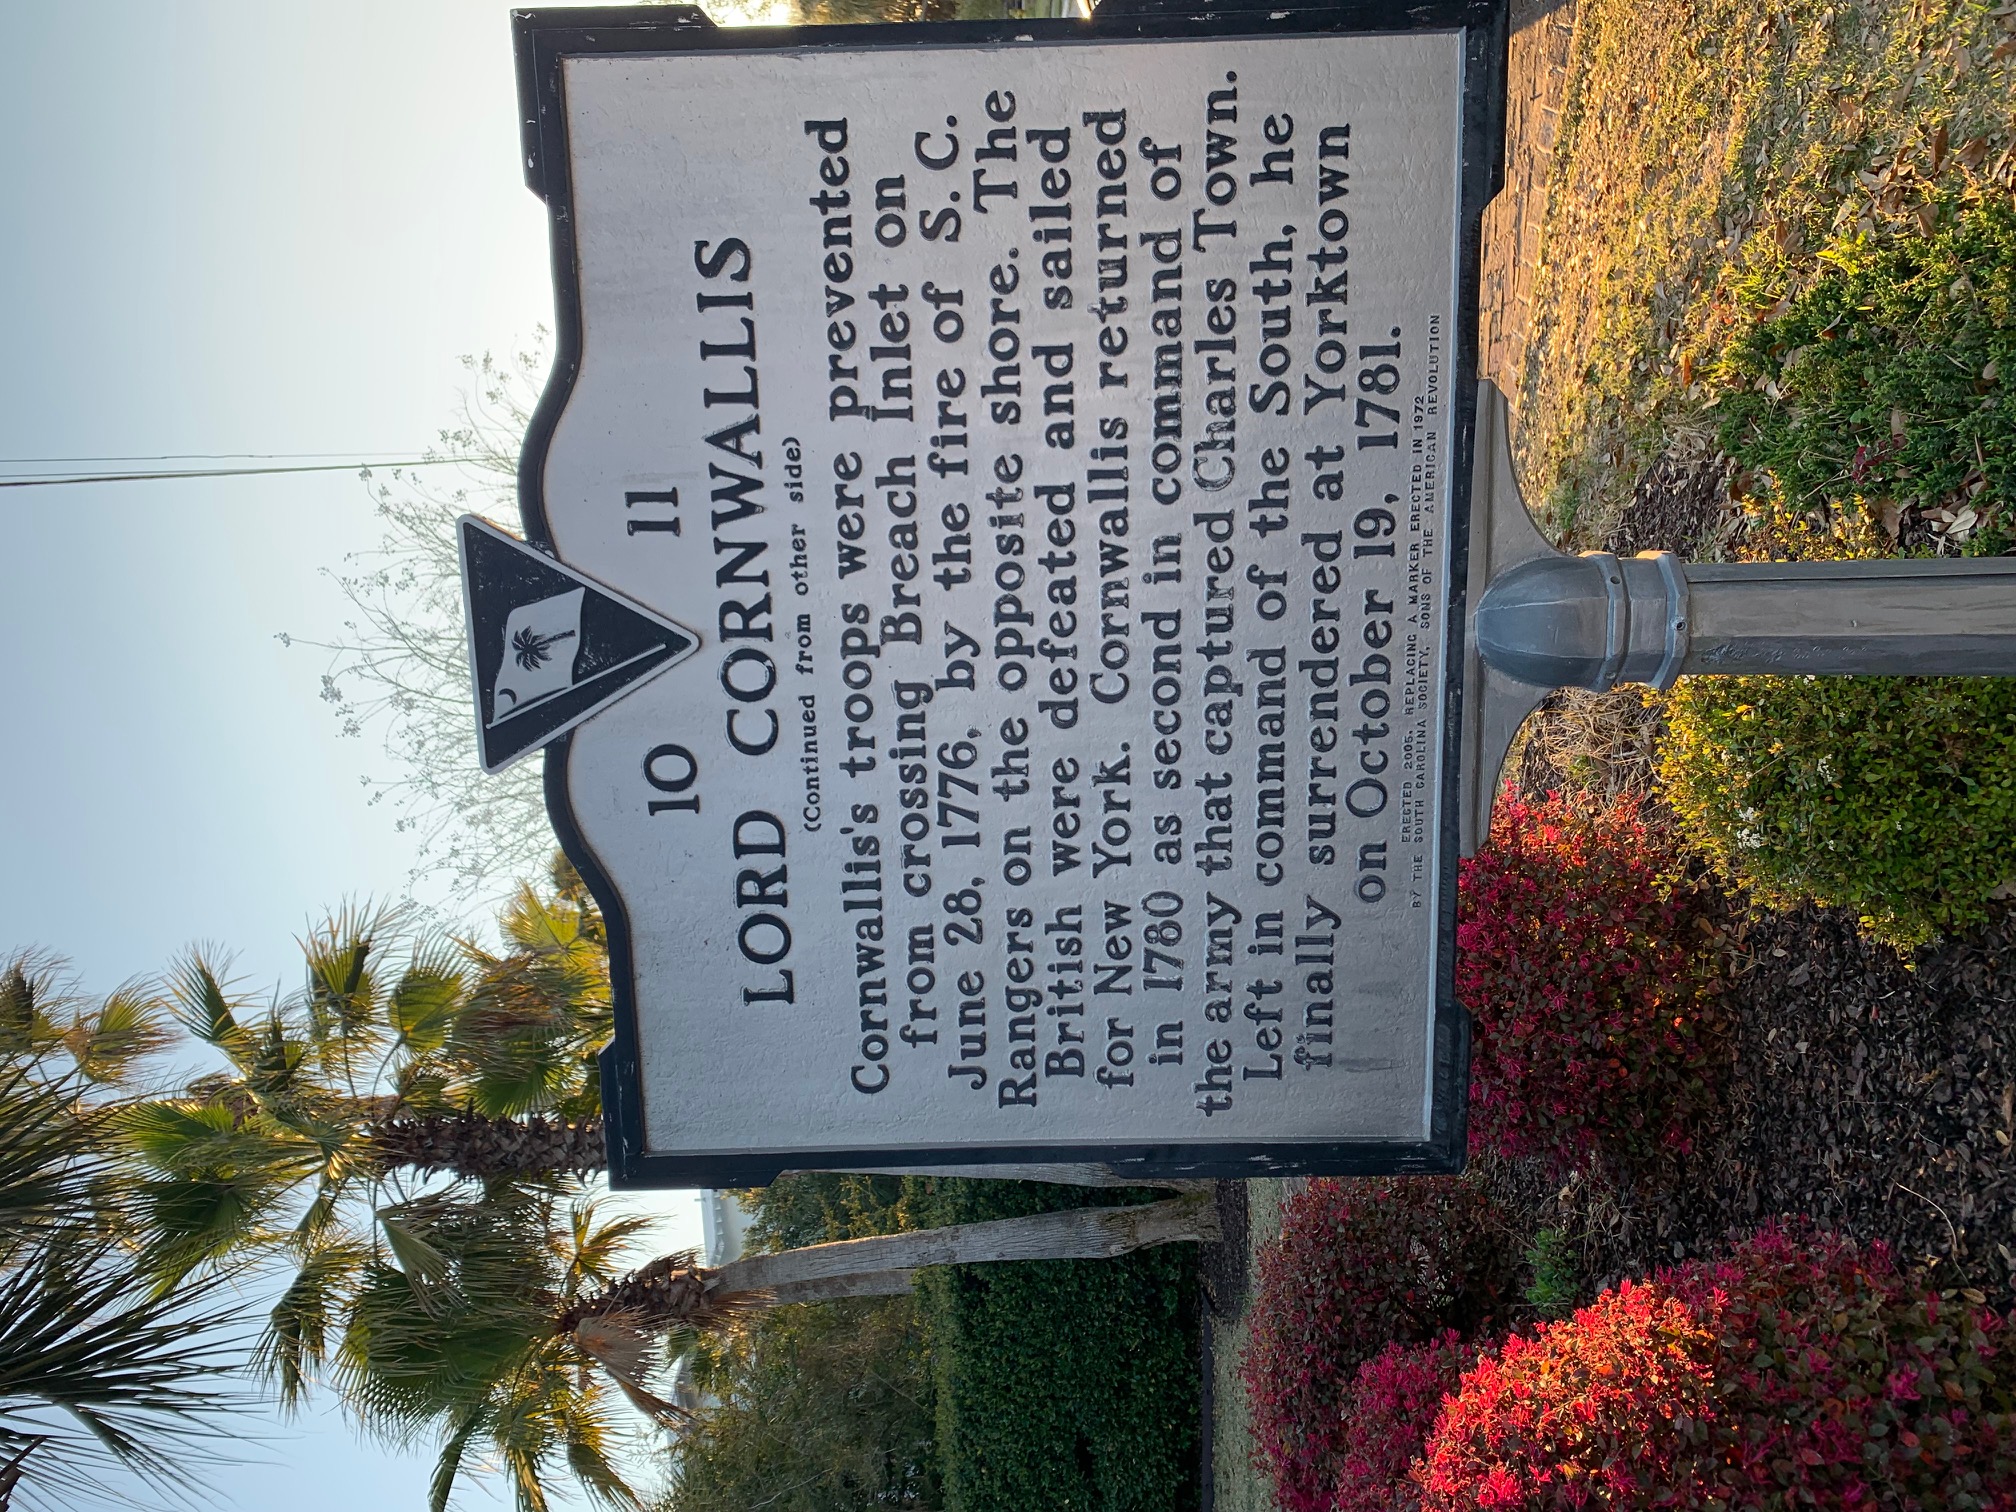 10 11
LORD CORNWALLIS
(Continued from other side)
Cornwallis's troops were prevented
from crossing Breach Inlet on
June 28, 1776, by the fire of S. C.
Rangers on the opposite shore. The
British were defeated and sailed
for New York. Cornwallis returned
in 1780 as second in command of
the army that captured Charles Town.
Left in command of the South, he
finally surrendered at Yorktown
on October 19, 1781.
ERECTED 2005, REPLACING A MARKER ERECTED IN 1972
BY THE SOUTH CAROLINA SOCIETY, SONS OF THE AMERICAN REVOLUTION